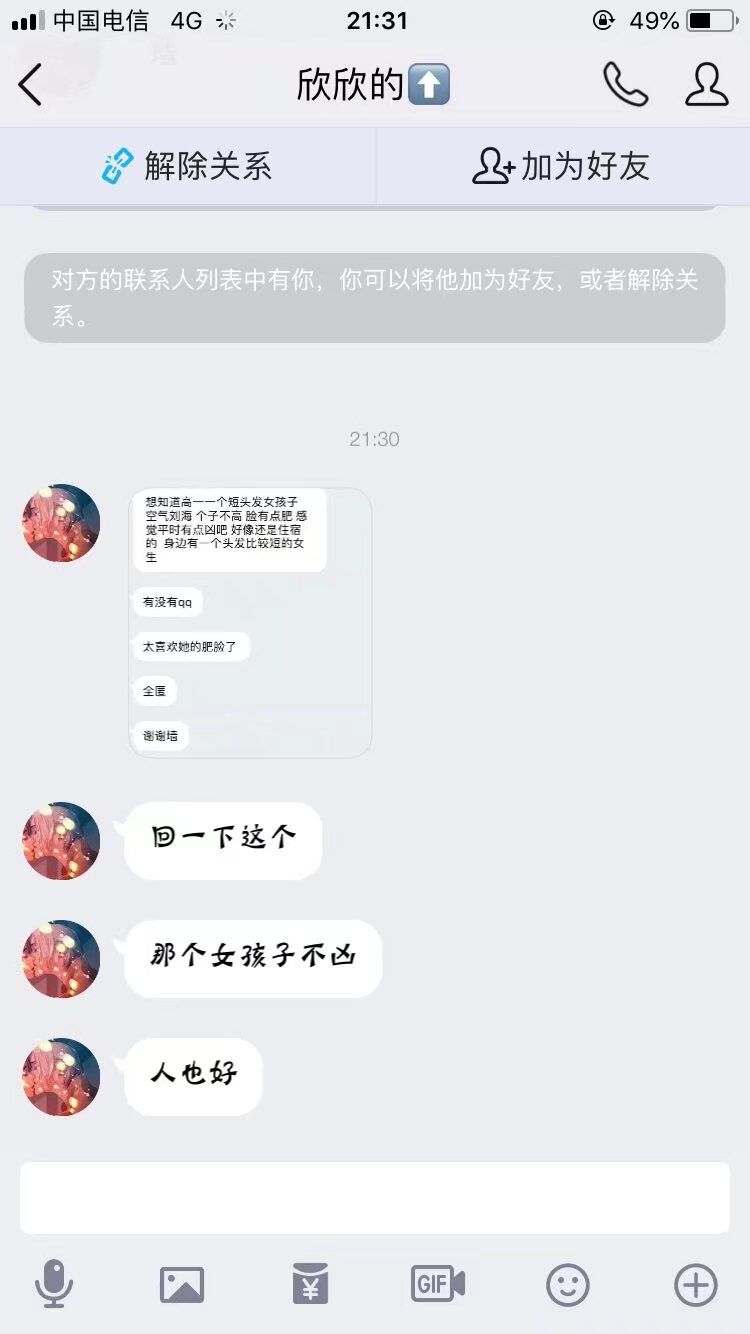 中国电信 4G 21:31 49%
欣欣的⬆️
解除关系 加为好友
对方的联系人列表中有你，你可以将他加为好友，或者解除关
系。
21:30
想知道高一一个短头发女孩子
空气刘海 个子不高 脸有点肥 感
觉平时有点凶吧 好像还是住宿
的 身边有一个头发比较短的女
生
有没有qq
太喜欢她的肥脸了
全匿
谢谢墙
回一下这个
那个女孩子不凶
人也好
GIF